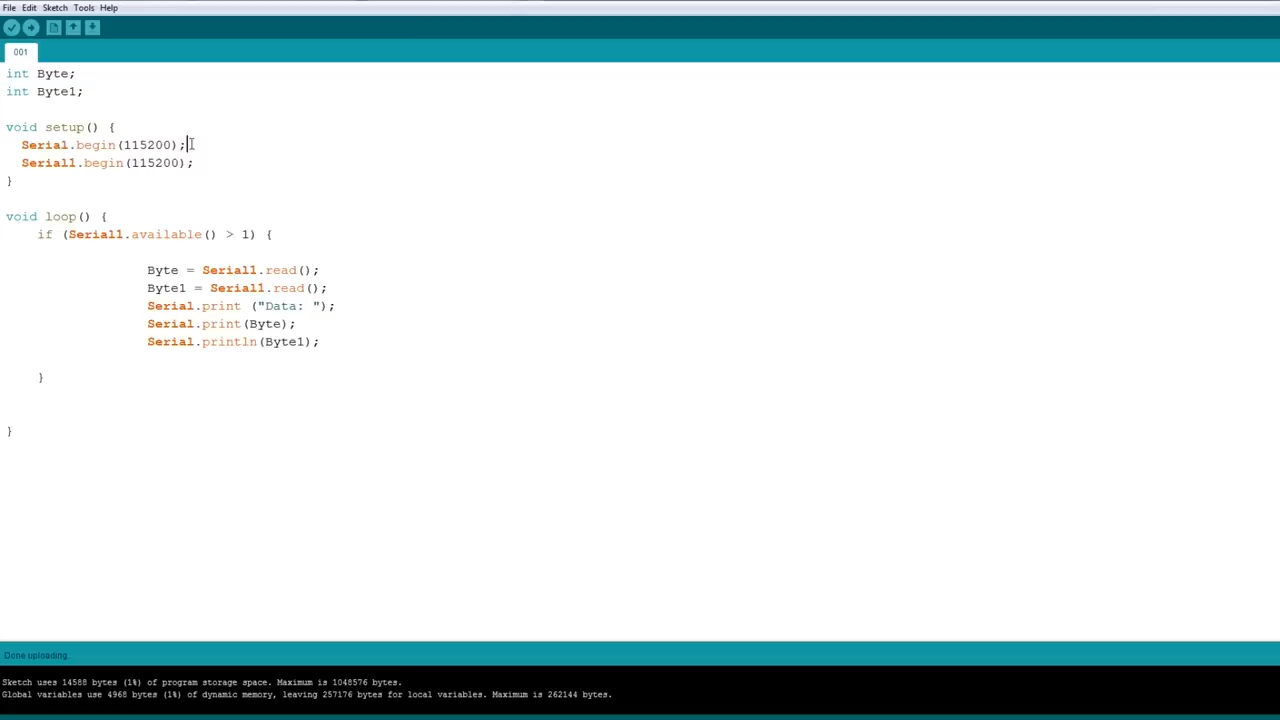 File Edit Sketch Tools Help
001
int Byte;
int Byte1;
void setup() {
Serial.begin(115200);
Serial1.begin(115200);
}
void loop() {
if (Serial1.available() > 1) {
Byte = Serial1.read();
Byte1 = Serial1.read();
Serial.print ("Data: ");
Serial.print(Byte);
Serial.println(Byte1);
}
}
Done uploading.
Sketch uses 14588 bytes (1%) of program storage space. Maximum is 1048576 bytes.
Global variables use 4968 bytes (1%) of dynamic memory, leaving 257176 bytes for local variables. Maximum is 262144 bytes.